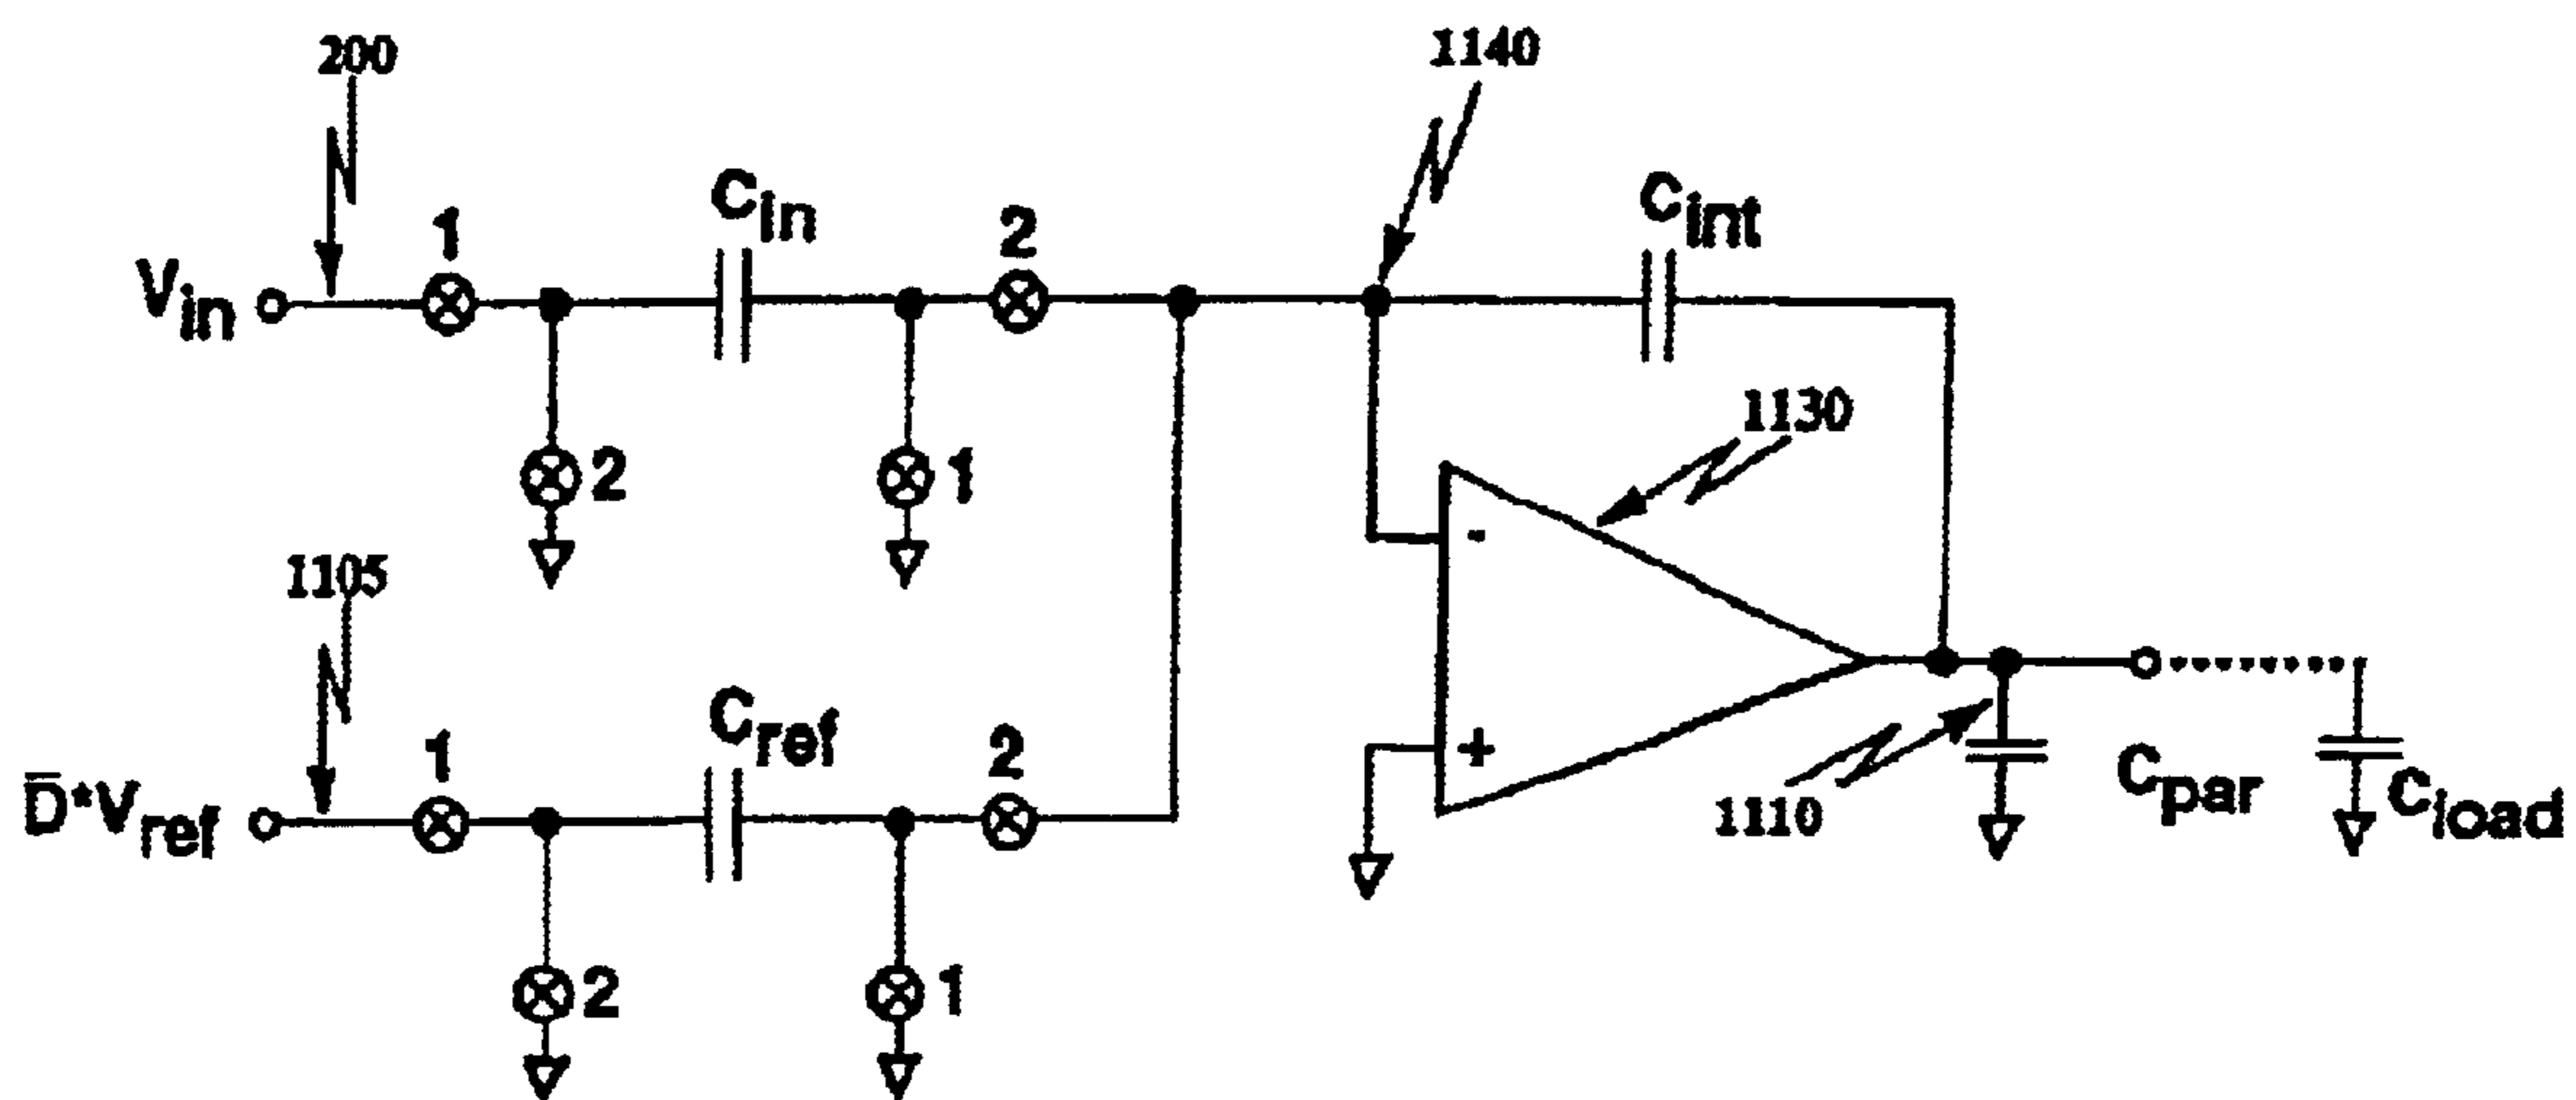 200
1140
C_in
C_int
1
2
V_in
1130
2
1
-
1105
C_ref
1
2
+
D̅*V_ref
C_par
C_load
1110
2
1